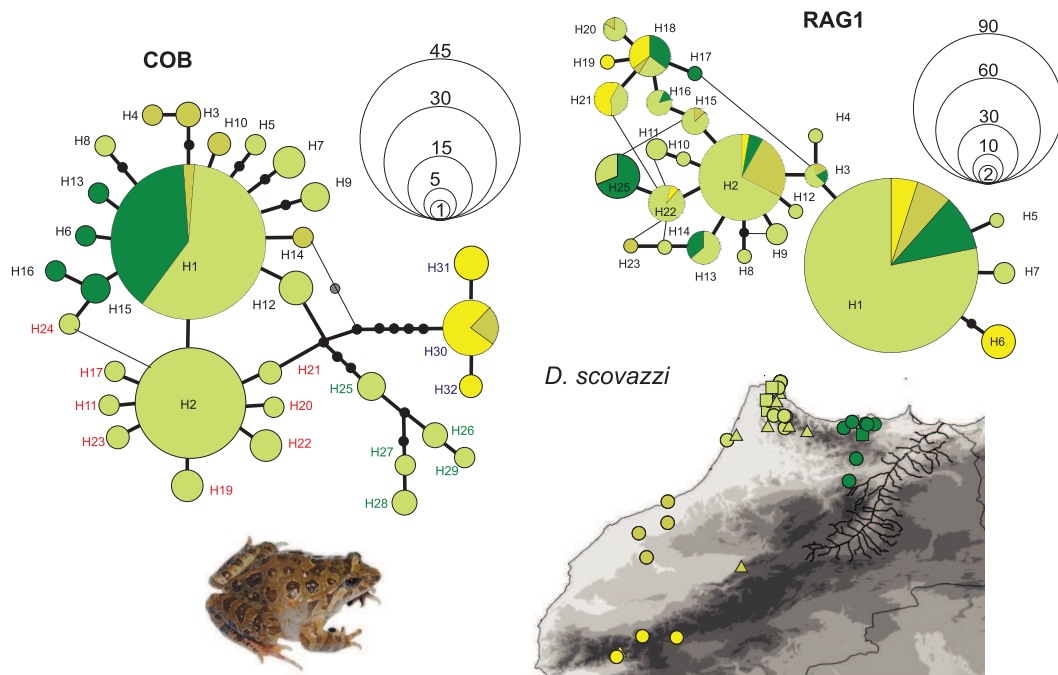 COB
45
30
15
5
1
H4
H3
H10
H5
H8
H7
H13
H9
H6
H1
H14
H16
H15
H12
H24
H31
H30
H32
H17
H21
H25
H11
H2
H20
H23
H22
H26
H27
H29
H19
H28
RAG1
90
60
30
10
2
H20
H18
H17
H19
H21
H16
H15
H4
H11
H10
H3
H25
H2
H12
H22
H5
H14
H9
H23
H13
H8
H7
H1
H6
D. scovazzi